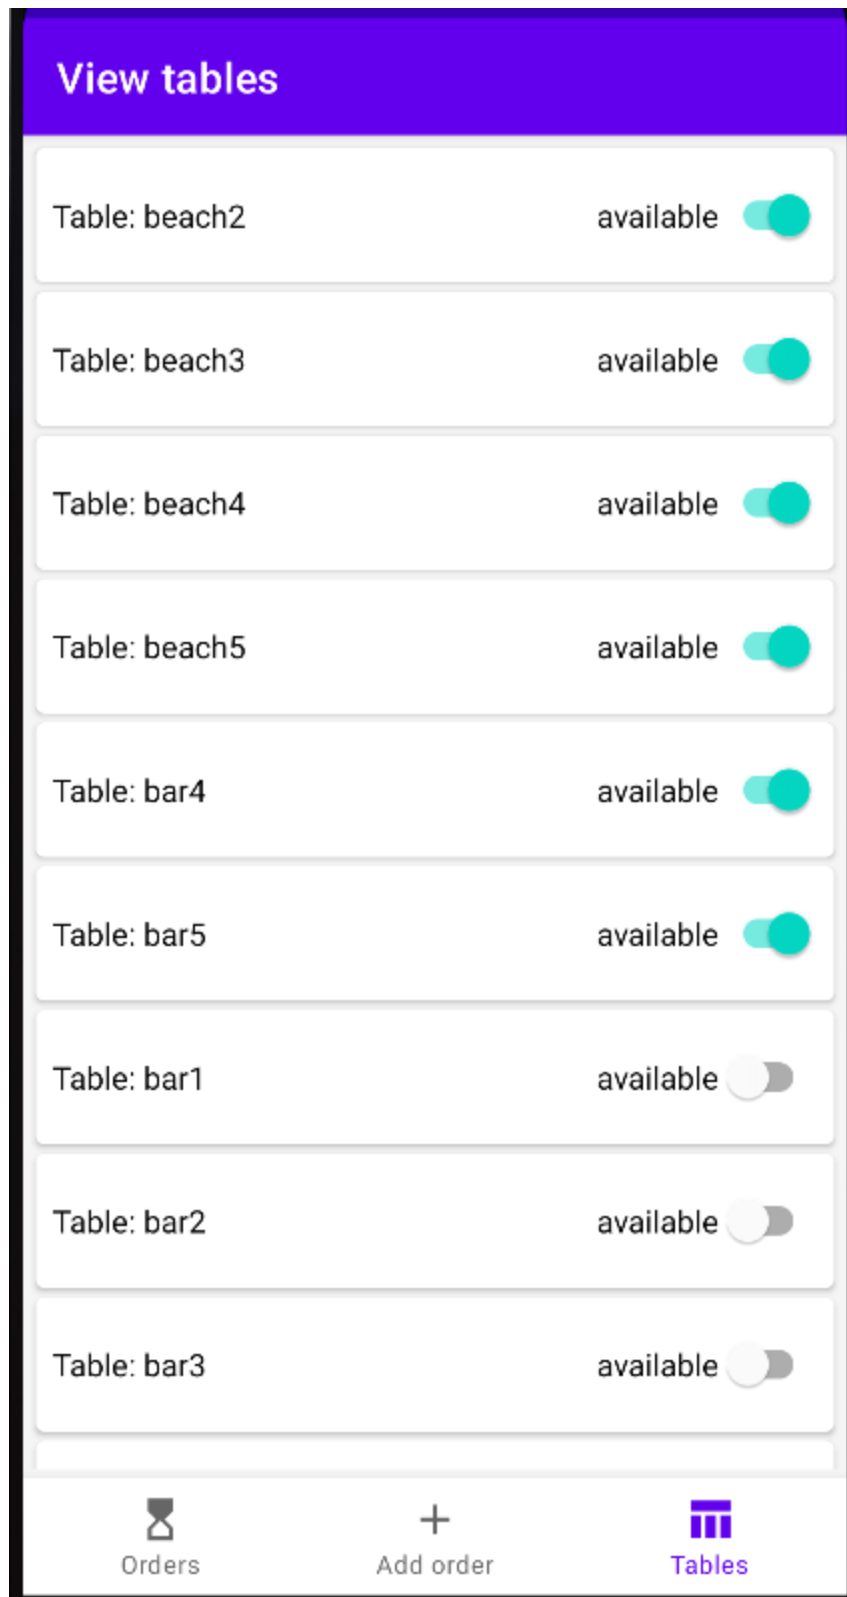 View tables
Table: beach2 available
Table: beach3 available
Table: beach4 available
Table: beach5 available
Table: bar4 available
Table: bar5 available
Table: bar1 available
Table: bar2 available
Table: bar3 available
Orders Add order Tables